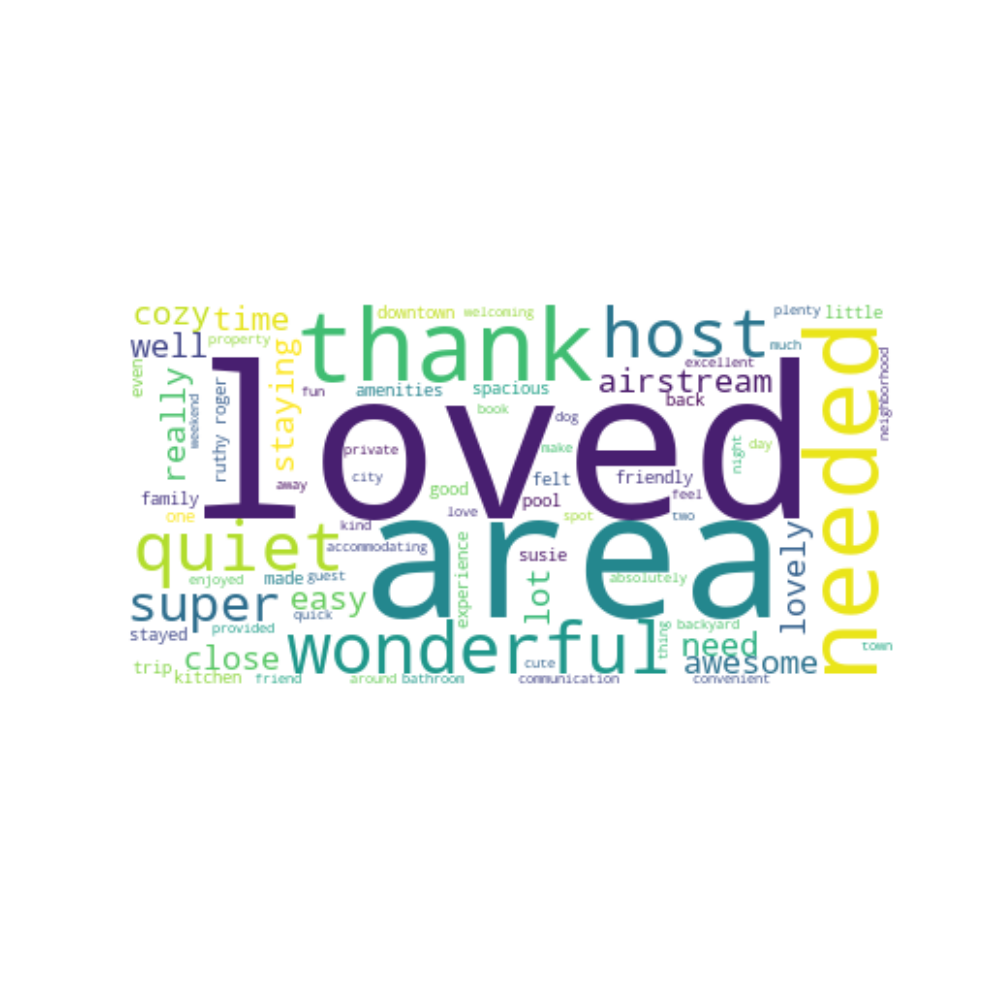 cozy
time
thank
downtown
welcoming
host
plenty
little
well
property
staying
much
excellent
needed
neighborhood
even
really
weekend
ruthy roger
fun
amenities
spacious
airstream
back
loved
book
dog
private
make
night
day
city
felt
friendly
away
good
pool
feel
family
love
spot
two
one
kind
quiet
area
accommodating
susie
lovely
experience
enjoyed
made
guest
absolutely
lot
super
easy
quick
stayed
provided
wonderful
thing
backyard
need
town
close
cute
awesome
trip
kitchen
friend
around
bathroom
communication
convenient